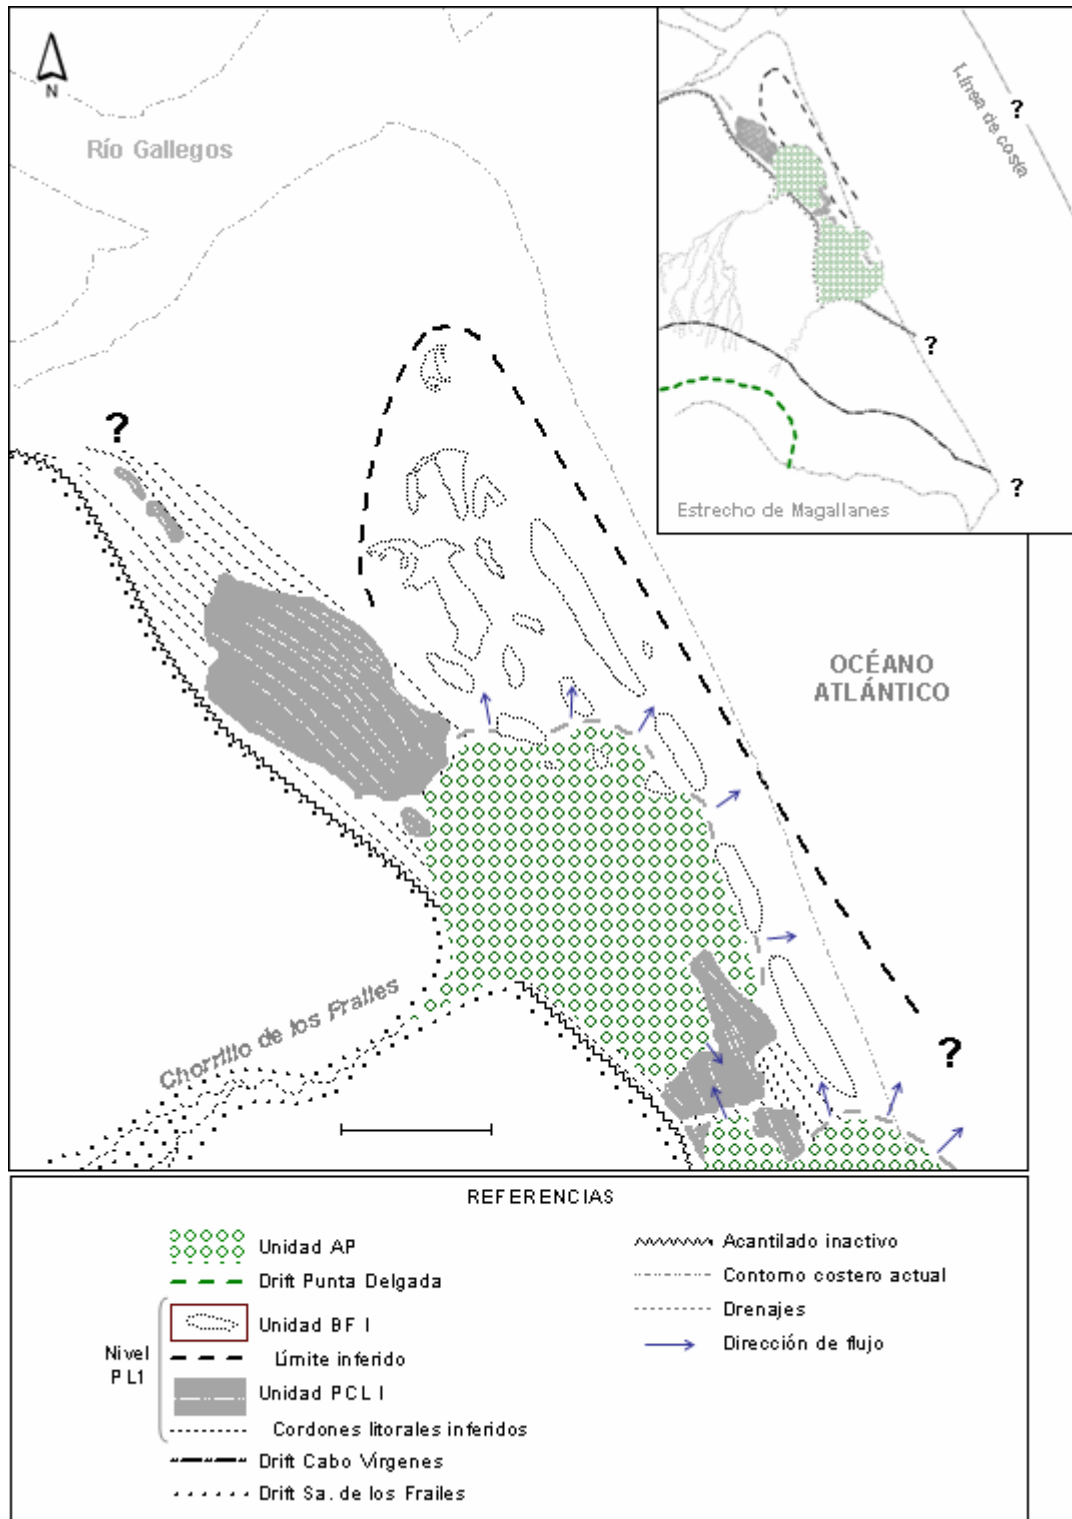 N
Río Gallegos
Línea de costa
?
?
?
Estrecho de Magallanes
?
OCÉANO
ATLÁNTICO
Chorrillo de los Frailes
?
REFERENCIAS
Unidad AP
Drift Punta Delgada
Unidad BF I
Nivel
PL1
Límite inferido
Unidad PCL I
Cordones litorales inferidos
Drift Cabo Vírgenes
Drift Sa. de los Frailes
Acantilado inactivo
Contorno costero actual
Drenajes
Dirección de flujo